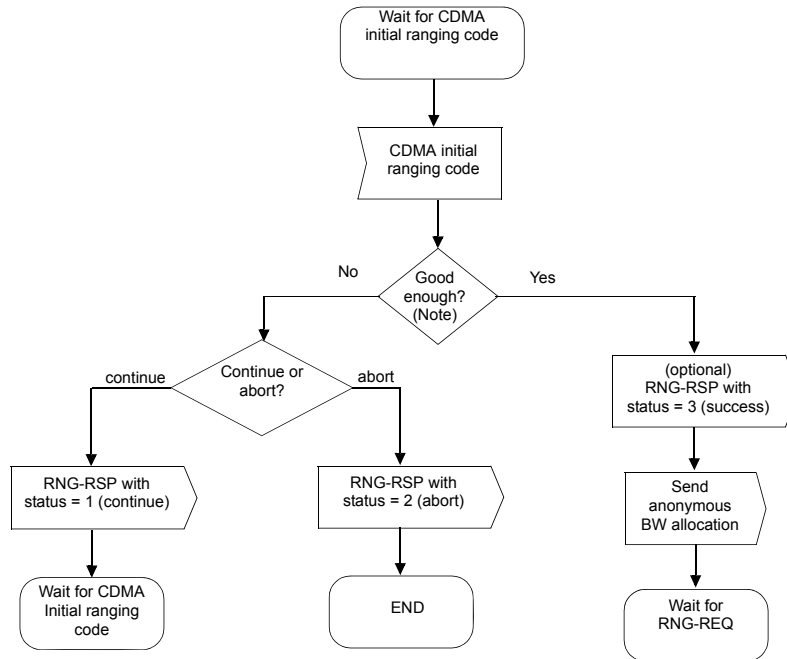 Wait for CDMA
initial ranging code
CDMA initial
ranging code
Good
enough?
(Note)
No
Yes
Continue or
abort?
continue
abort
(optional)
RNG-RSP with
status = 3 (success)
RNG-RSP with
status = 1 (continue)
RNG-RSP with
status = 2 (abort)
Send
anonymous
BW allocation
Wait for CDMA
Initial ranging
code
END
Wait for
RNG-REQ